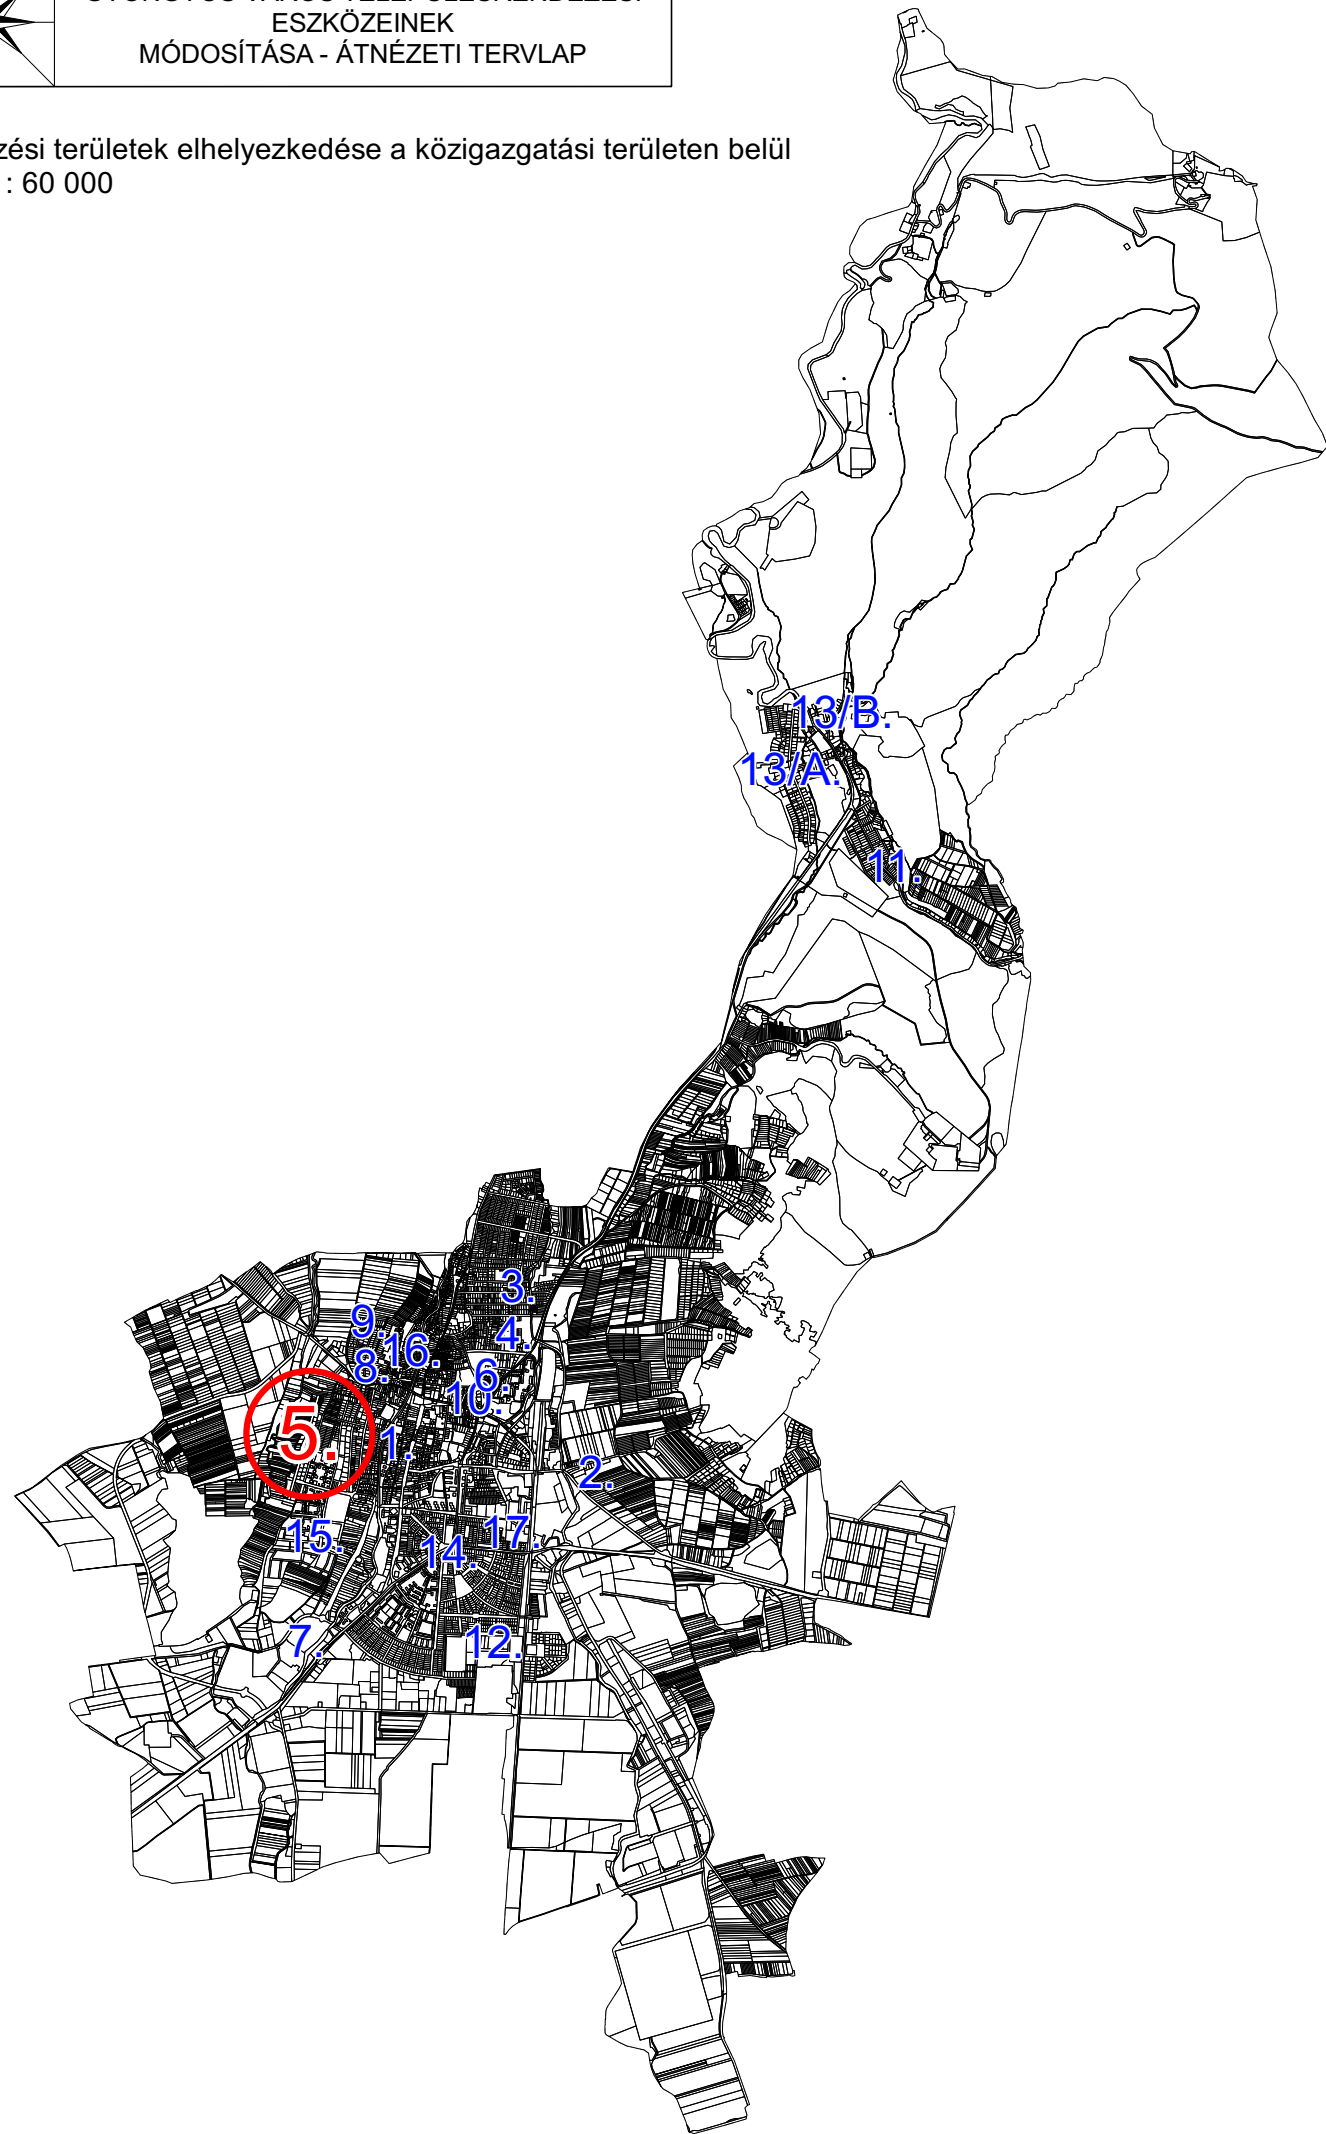 ESZKÖZEINEK
MÓDOSÍTÁSA - ÁTNÉZETI TERVLAP
zési területek elhelyezkedése a közigazgatási területen belül
: 60 000
13/B.
13/A.
11.
3.
9.
4.
16.
8.
6.
10.
5.
1.
2.
17.
15.
14.
7.
12.